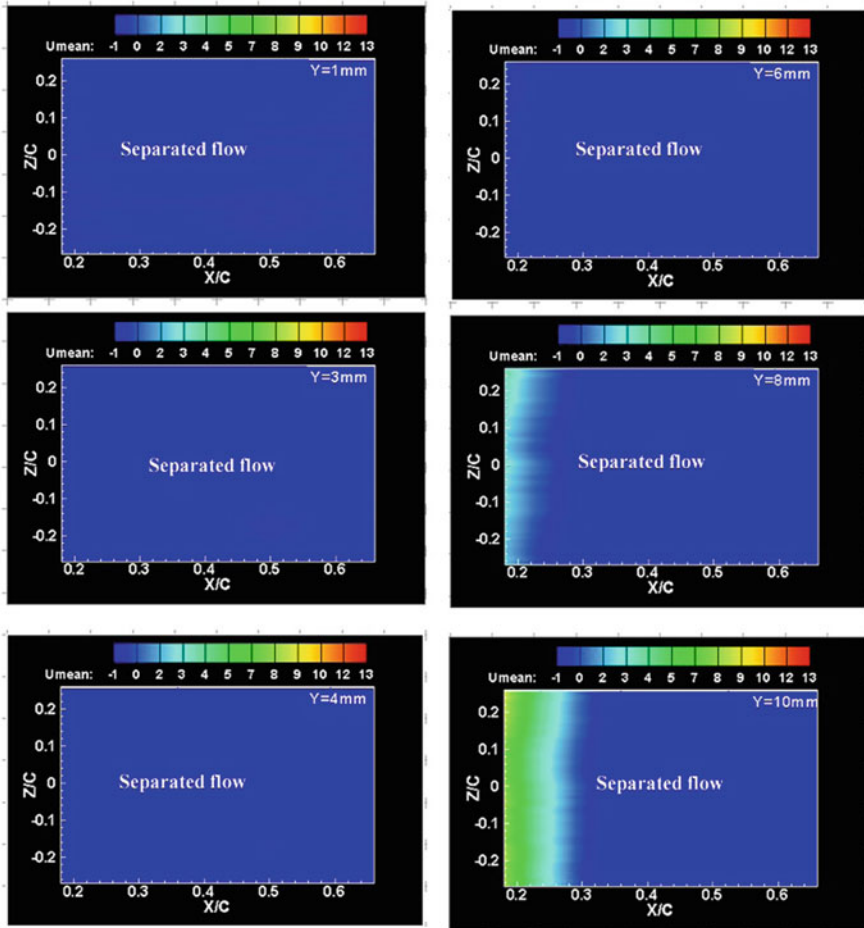 Umean: -1 0 2 3 4 5 7 8 9 10 12 13
Y=1mm
0.2
0.1
Z/C
0
-0.1
-0.2
Separated flow
0.2 0.3 0.4 0.5 0.6
X/C
Umean: -1 0 2 3 4 5 7 8 9 10 12 13
Y=6mm
0.2
0.1
Z/C
0
-0.1
-0.2
Separated flow
0.2 0.3 0.4 0.5 0.6
X/C
Umean: -1 0 2 3 4 5 7 8 9 10 12 13
Y=3mm
0.2
0.1
Z/C
0
-0.1
-0.2
Separated flow
0.2 0.3 0.4 0.5 0.6
X/C
Umean: -1 0 2 3 4 5 7 8 9 10 12 13
Y=8mm
0.2
0.1
Z/C
0
-0.1
-0.2
Separated flow
0.2 0.3 0.4 0.5 0.6
X/C
Umean: -1 0 2 3 4 5 7 8 9 10 12 13
Y=4mm
0.2
0.1
Z/C
0
-0.1
-0.2
Separated flow
0.2 0.3 0.4 0.5 0.6
X/C
Umean: -1 0 2 3 4 5 7 8 9 10 12 13
Y=10mm
0.2
0.1
Z/C
0
-0.1
-0.2
Separated flow
0.2 0.3 0.4 0.5 0.6
X/C